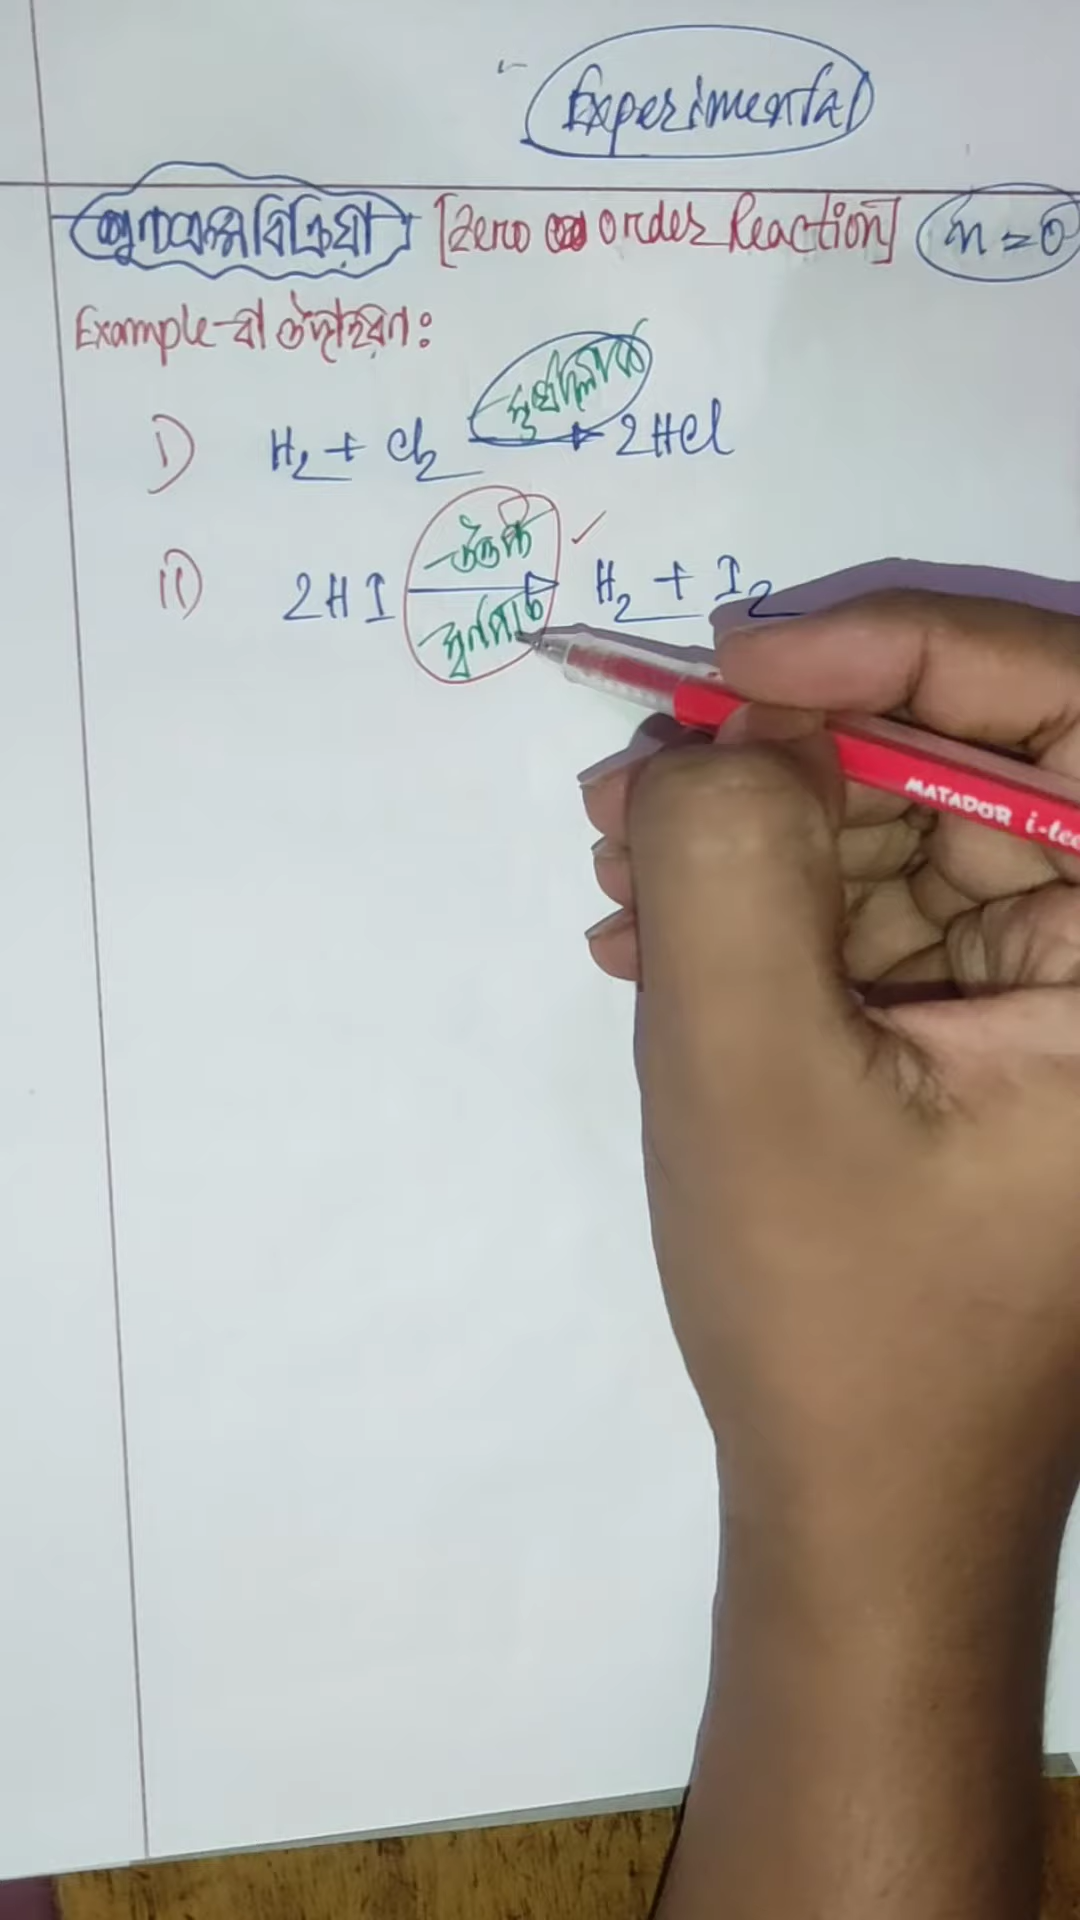 Experimental
শূন্যক্রম বিক্রিয়া [Zero order Reaction] n = 0
Example বা উদাহরণ :
i) H₂ + Cl₂ সূর্যালোক 2HCl
ii) 2HI উত্তপ্ত স্বর্ণপাত H₂ + I₂
MATADOR i-tee